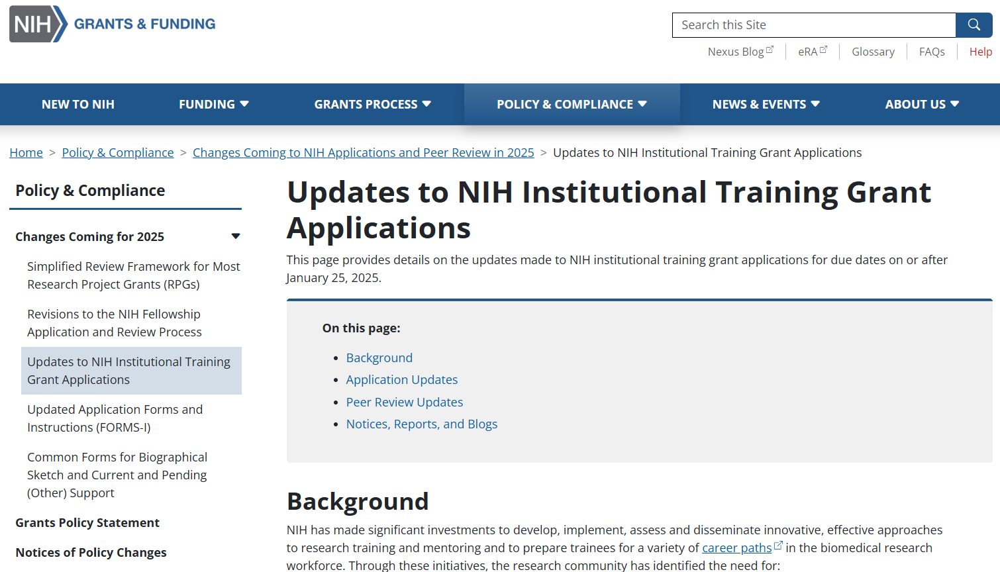 NIH GRANTS & FUNDING
Search this Site
Nexus Blog
eRA
Glossary
FAQs
Help
NEW TO NIH
FUNDING
GRANTS PROCESS
POLICY & COMPLIANCE
NEWS & EVENTS
ABOUT US
Home > Policy & Compliance > Changes Coming to NIH Applications and Peer Review in 2025 > Updates to NIH Institutional Training Grant Applications
Policy & Compliance
Changes Coming for 2025
Simplified Review Framework for Most
Research Project Grants (RPGs)
Revisions to the NIH Fellowship
Application and Review Process
Updates to NIH Institutional Training
Grant Applications
Updated Application Forms and
Instructions (FORMS-I)
Common Forms for Biographical
Sketch and Current and Pending
(Other) Support
Grants Policy Statement
Notices of Policy Changes
Updates to NIH Institutional Training Grant
Applications
This page provides details on the updates made to NIH institutional training grant applications for due dates on or after
January 25, 2025.
On this page:
• Background
• Application Updates
• Peer Review Updates
• Notices, Reports, and Blogs
Background
NIH has made significant investments to develop, implement, assess and disseminate innovative, effective approaches
to research training and mentoring and to prepare trainees for a variety of career paths in the biomedical research
workforce. Through these initiatives, the research community has identified the need for: